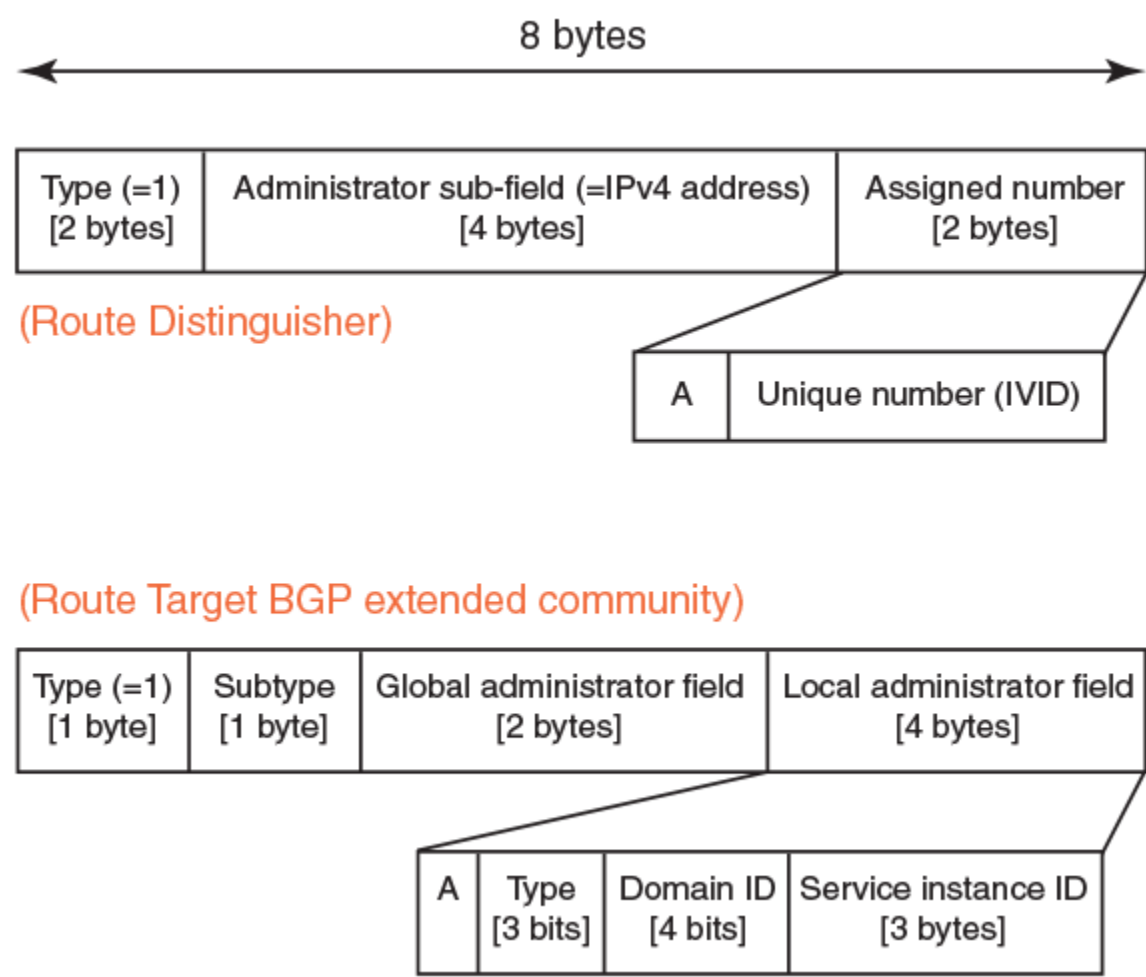 8 bytes
Type (=1)
[2 bytes]
Administrator sub-field (=IPv4 address)
[4 bytes]
Assigned number
[2 bytes]
(Route Distinguisher)
A
Unique number (IVID)
(Route Target BGP extended community)
Type (=1)
[1 byte]
Subtype
[1 byte]
Global administrator field
[2 bytes]
Local administrator field
[4 bytes]
A
Type
[3 bits]
Domain ID
[4 bits]
Service instance ID
[3 bytes]